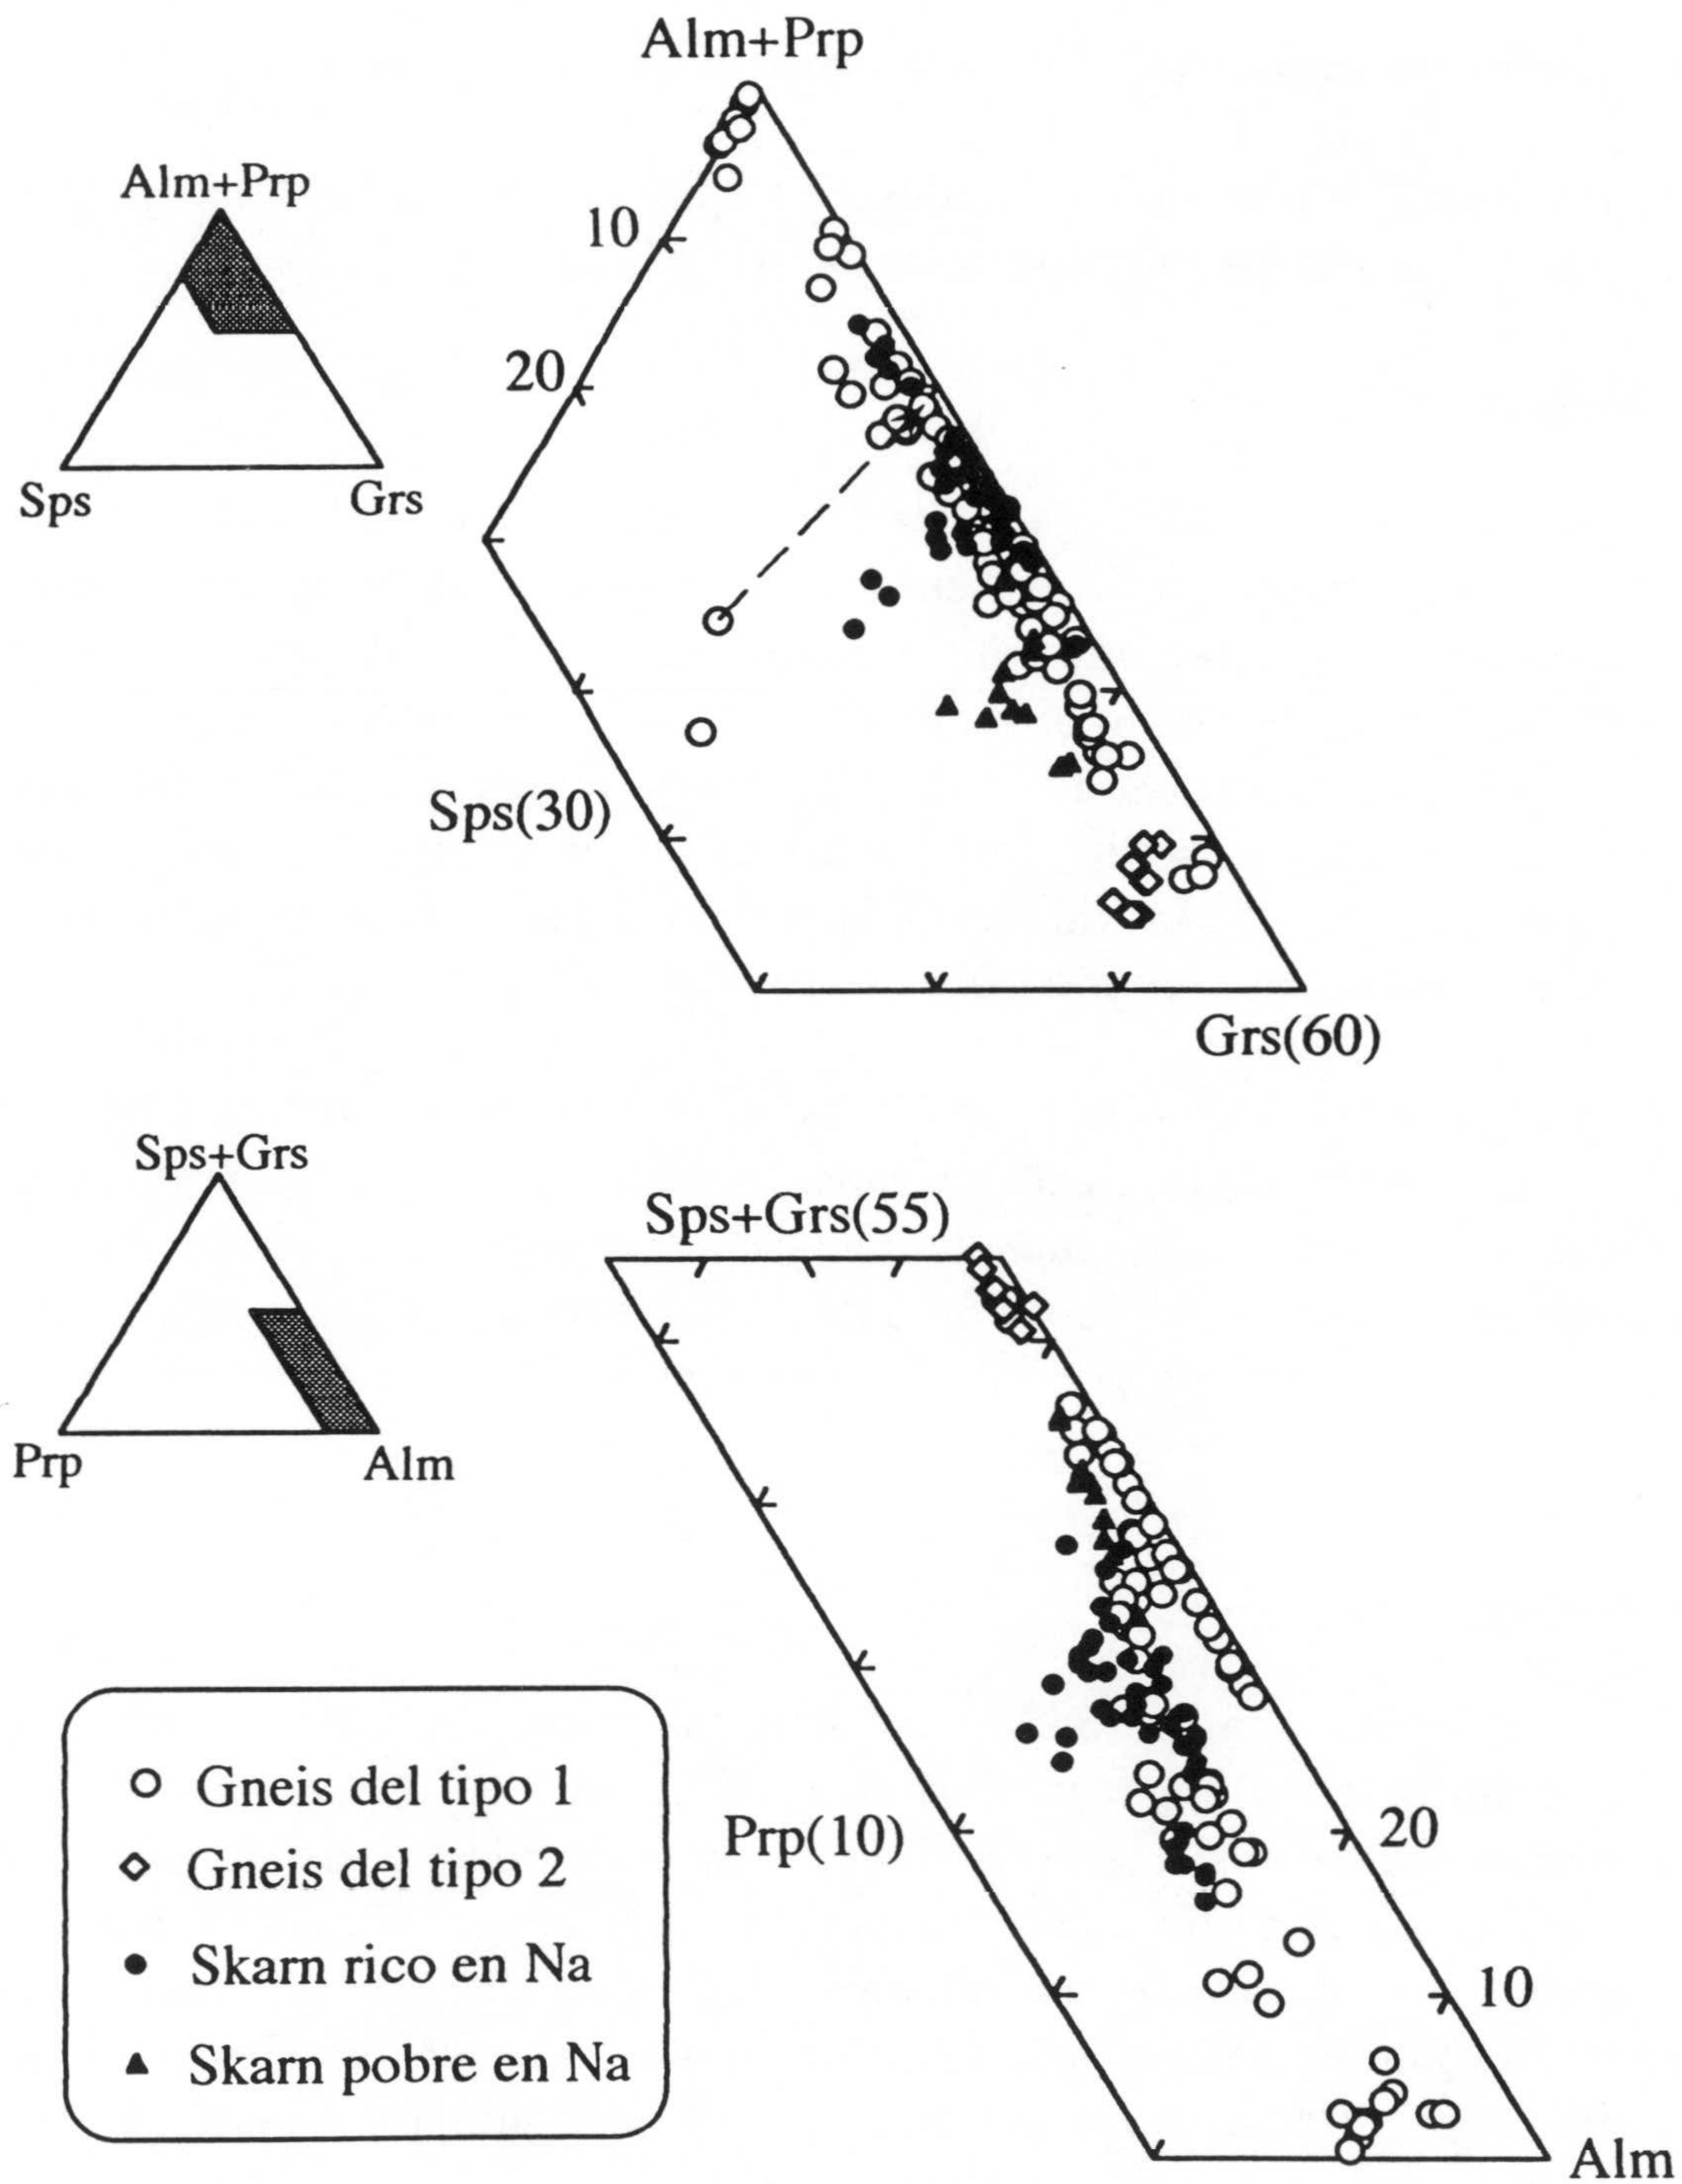 Alm+Prp
Alm+Prp
10
20
Sps
Grs
Sps(30)
Grs(60)
Sps+Grs
Sps+Grs(55)
Prp
Alm
Prp(10)
20
10
Alm
Gneis del tipo 1
Gneis del tipo 2
Skarn rico en Na
Skarn pobre en Na